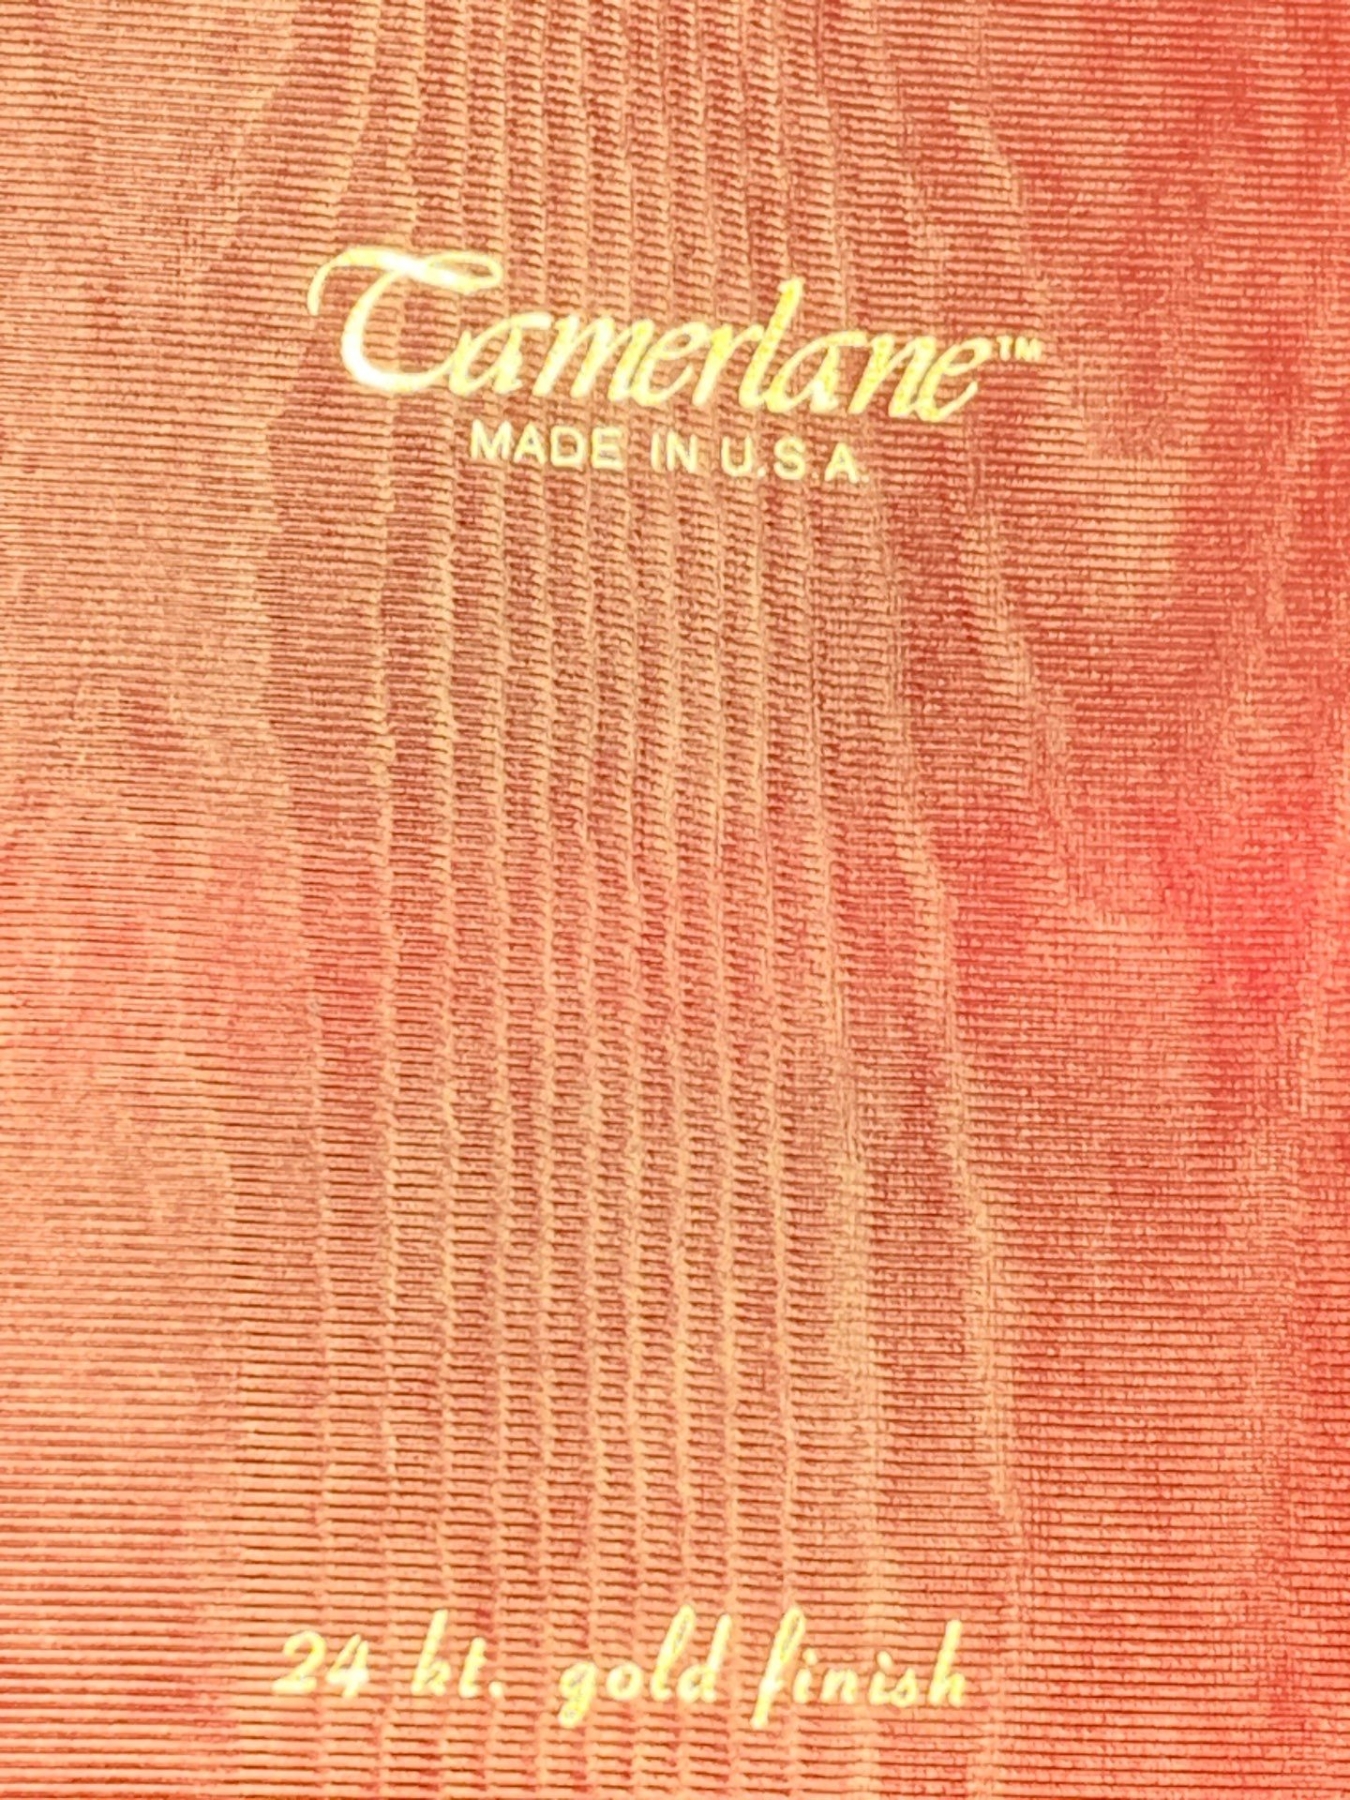 Tamerlane™
MADE IN U.S.A.
24 kt. gold finish